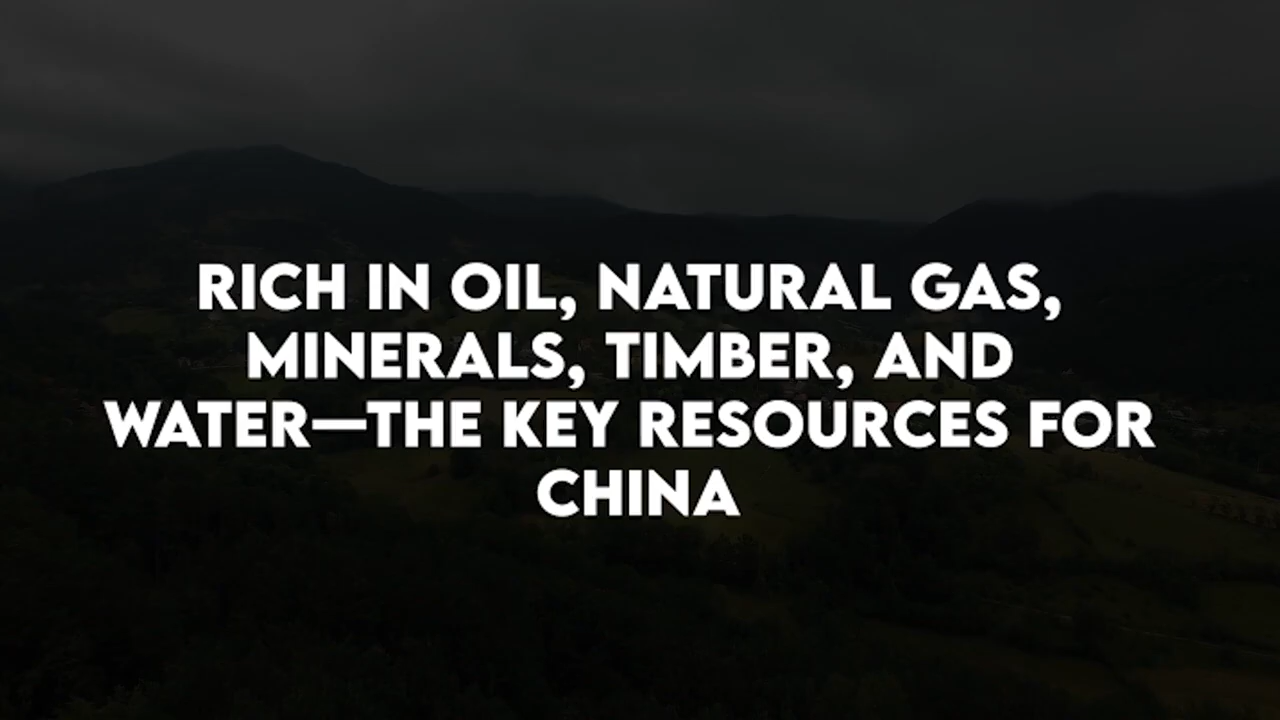 RICH IN OIL, NATURAL GAS,
MINERALS, TIMBER, AND
WATER—THE KEY RESOURCES FOR
CHINA